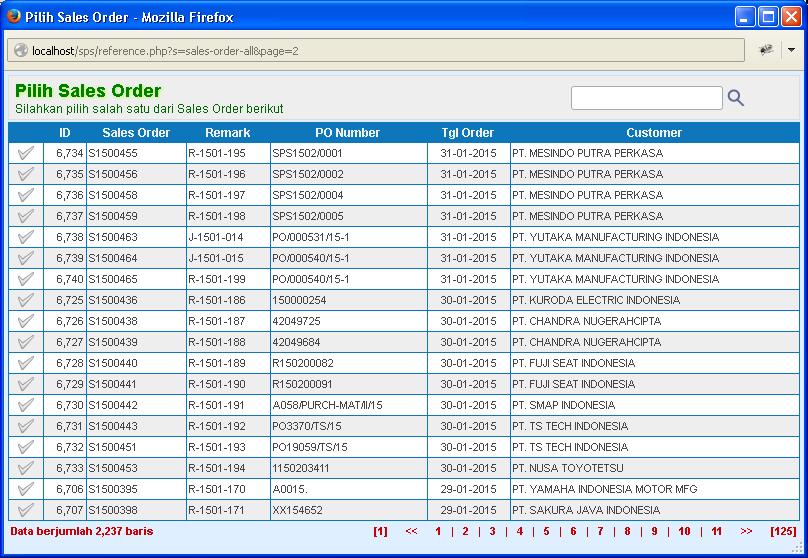 Pilih Sales Order - Mozilla Firefox
localhost/sps/reference.php?s=sales-order-all&page=2
Pilih Sales Order
Silahkan pilih salah satu dari Sales Order berikut
ID Sales Order Remark PO Number Tgl Order Customer
6,734 S1500455 R-1501-195 SPS1502/0001 31-01-2015 PT. MESINDO PUTRA PERKASA
6,735 S1500456 R-1501-196 SPS1502/0002 31-01-2015 PT. MESINDO PUTRA PERKASA
6,736 S1500458 R-1501-197 SPS1502/0004 31-01-2015 PT. MESINDO PUTRA PERKASA
6,737 S1500459 R-1501-198 SPS1502/0005 31-01-2015 PT. MESINDO PUTRA PERKASA
6,738 S1500463 J-1501-014 PO/000531/15-1 31-01-2015 PT. YUTAKA MANUFACTURING INDONESIA
6,739 S1500464 J-1501-015 PO/000540/15-1 31-01-2015 PT. YUTAKA MANUFACTURING INDONESIA
6,740 S1500465 R-1501-199 PO/000540/15-1 31-01-2015 PT. YUTAKA MANUFACTURING INDONESIA
6,725 S1500436 R-1501-186 150000254 30-01-2015 PT. KURODA ELECTRIC INDONESIA
6,726 S1500438 R-1501-187 42049725 30-01-2015 PT. CHANDRA NUGERAHCIPTA
6,727 S1500439 R-1501-188 42049684 30-01-2015 PT. CHANDRA NUGERAHCIPTA
6,728 S1500440 R-1501-189 R150200082 30-01-2015 PT. FUJI SEAT INDONESIA
6,729 S1500441 R-1501-190 R150200091 30-01-2015 PT. FUJI SEAT INDONESIA
6,730 S1500442 R-1501-191 A058/PURCH-MAT/II/15 30-01-2015 PT. SMAP INDONESIA
6,731 S1500443 R-1501-192 PO3370/TS/15 30-01-2015 PT. TS TECH INDONESIA
6,732 S1500451 R-1501-193 PO19059/TS/15 30-01-2015 PT. TS TECH INDONESIA
6,733 S1500453 R-1501-194 1150203411 30-01-2015 PT. NUSA TOYOTETSU
6,706 S1500395 R-1501-170 A0015. 29-01-2015 PT. YAMAHA INDONESIA MOTOR MFG
6,707 S1500398 R-1501-171 XX154652 29-01-2015 PT. SAKURA JAVA INDONESIA
Data berjumlah 2,237 baris [1] << 1 | 2 | 3 | 4 | 5 | 6 | 7 | 8 | 9 | 10 | 11 >> [125]